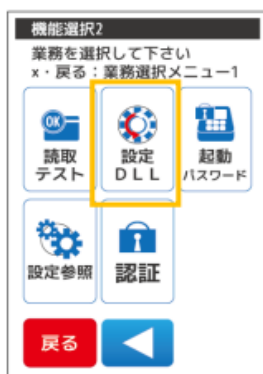 機能選択2
業務を選択して下さい
x・戻る：業務選択メニュー1
OK
読取
テスト
設定
DLL
起動
パスワード
設定参照
認証
戻る